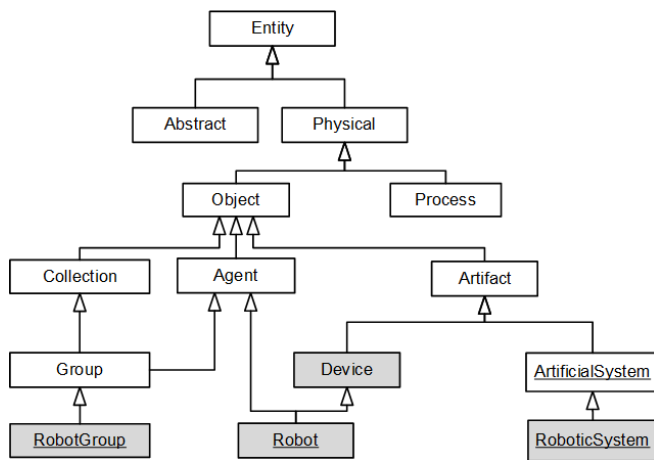 Entity
Abstract
Physical
Object
Process
Collection
Agent
Artifact
Group
Device
ArtificialSystem
RobotGroup
Robot
RoboticSystem